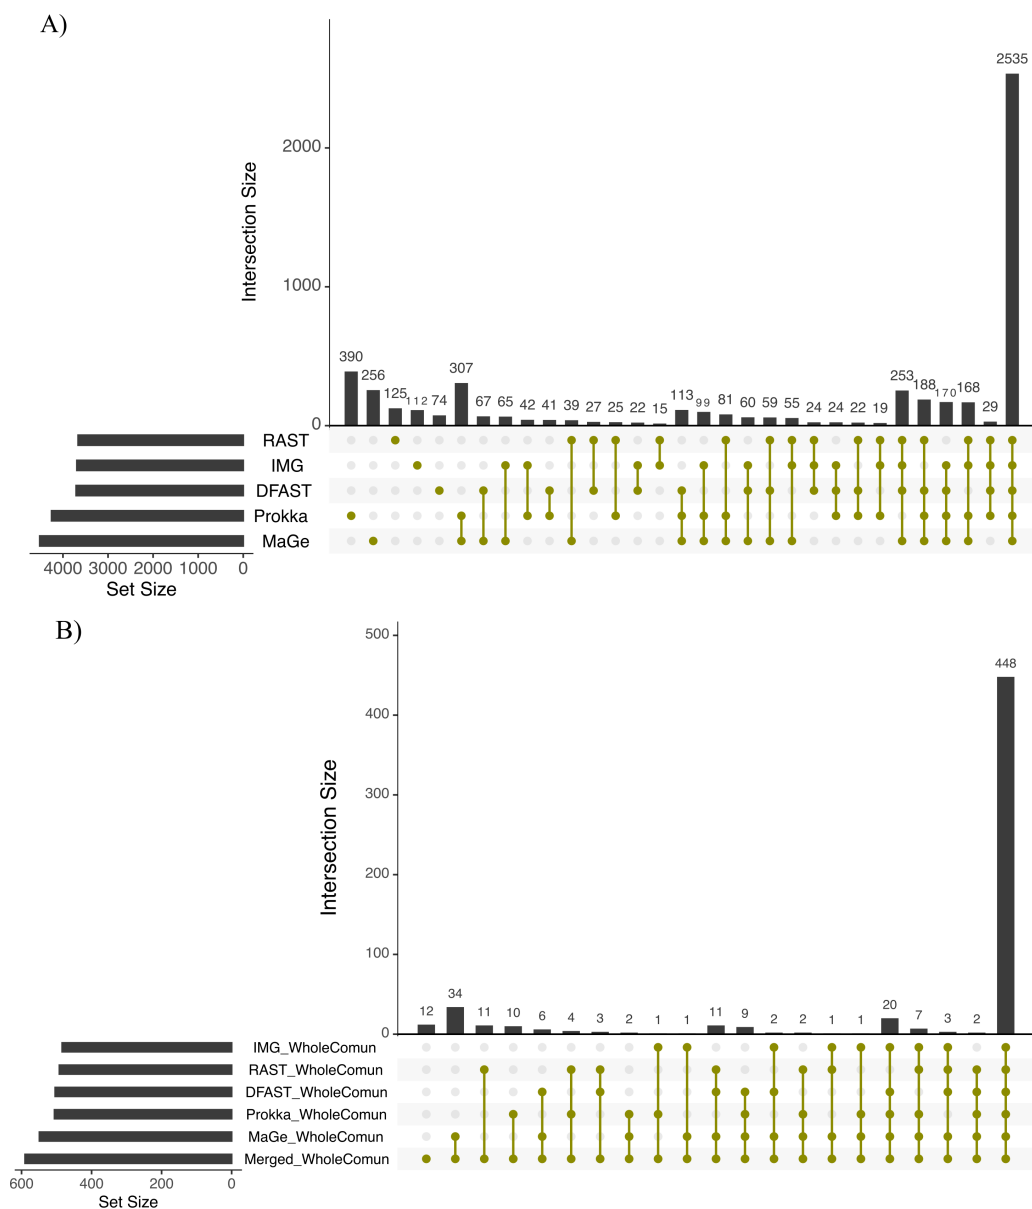 A)
2535
2000
Intersection Size
1000
390 256 125 112 74 307 67 65 42 41 39 27 25 22 15 113 99 81 60 59 55 24 24 22 19 253 188 170 168 29
0
RAST
IMG
DFAST
Prokka
MaGe
4000 3000 2000 1000 0
Set Size
B)
500
448
400
300
Intersection Size
200
100
12 34 11 10 6 4 3 2 1 1 11 9 2 2 1 1 20 7 3 2
0
IMG_WholeComun
RAST_WholeComun
DFAST_WholeComun
Prokka_WholeComun
MaGe_WholeComun
Merged_WholeComun
600 400 200 0
Set Size